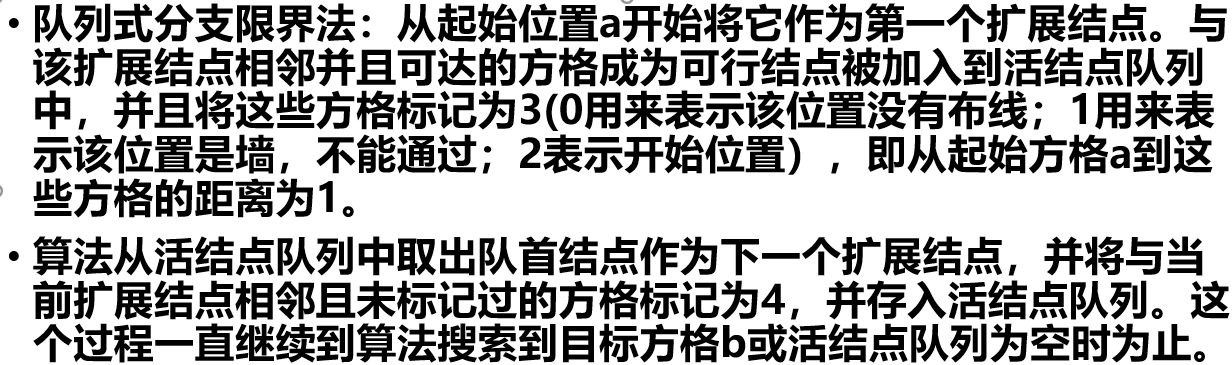 • 队列式分支限界法：从起始位置a开始将它作为第一个扩展结点。与
该扩展结点相邻并且可达的方格成为可行结点被加入到活结点队列
中，并且将这些方格标记为3(0用来表示该位置没有布线；1用来表
示该位置是墙，不能通过；2表示开始位置），即从起始方格a到这
些方格的距离为1。
• 算法从活结点队列中取出队首结点作为下一个扩展结点，并将与当
前扩展结点相邻且未标记过的方格标记为4，并存入活结点队列。这
个过程一直继续到算法搜索到目标方格b或活结点队列为空时为止。